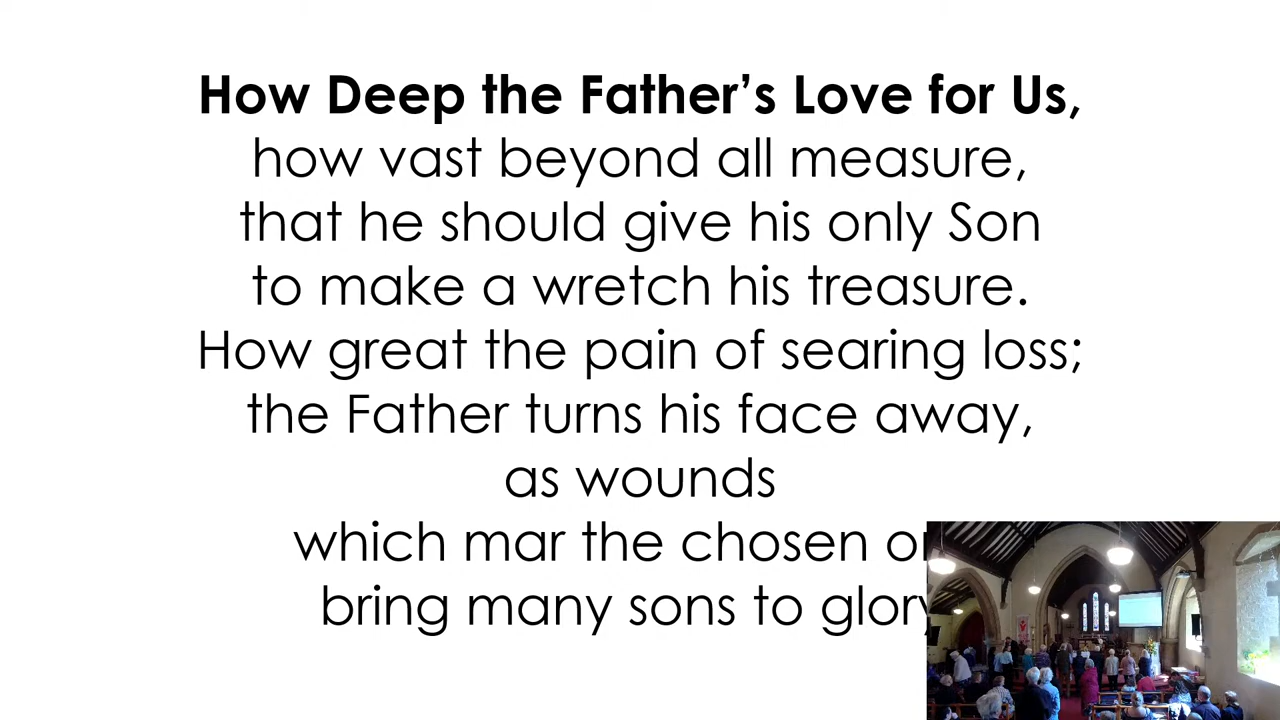 How Deep the Father’s Love for Us,
how vast beyond all measure,
that he should give his only Son
to make a wretch his treasure.
How great the pain of searing loss;
the Father turns his face away,
as wounds
which mar the chosen
bring many sons to glory